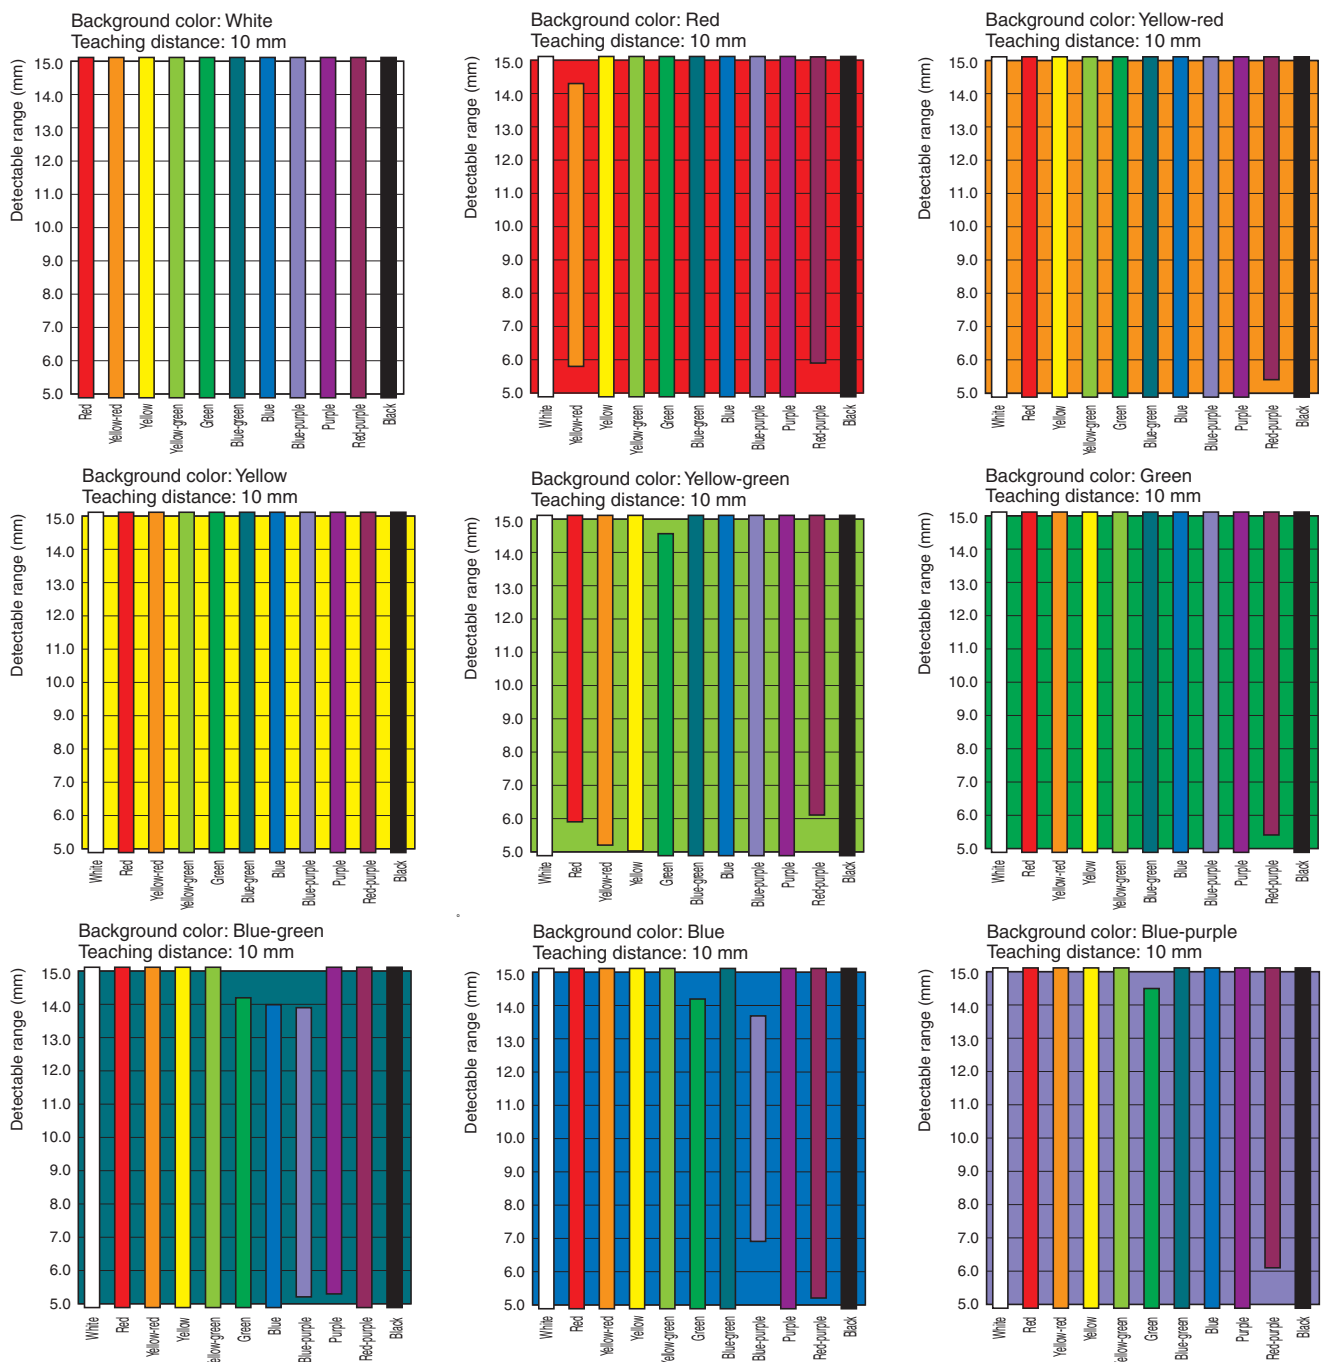 Background color: White
Teaching distance: 10 mm
Detectable range (mm)
15.0
14.0
13.0
12.0
11.0
10.0
9.0
8.0
7.0
6.0
5.0
Red
Yellow-red
Yellow
Yellow-green
Green
Blue-green
Blue
Blue-purple
Purple
Red-purple
Black
Background color: Red
Teaching distance: 10 mm
Detectable range (mm)
15.0
14.0
13.0
12.0
11.0
10.0
9.0
8.0
7.0
6.0
5.0
White
Yellow-red
Yellow
Yellow-green
Green
Blue-green
Blue
Blue-purple
Purple
Red-purple
Black
Background color: Yellow-red
Teaching distance: 10 mm
Detectable range (mm)
15.0
14.0
13.0
12.0
11.0
10.0
9.0
8.0
7.0
6.0
5.0
White
Red
Yellow
Yellow-green
Green
Blue-green
Blue
Blue-purple
Purple
Red-purple
Black
Background color: Yellow
Teaching distance: 10 mm
Detectable range (mm)
15.0
14.0
13.0
12.0
11.0
10.0
9.0
8.0
7.0
6.0
5.0
White
Red
Yellow-red
Yellow-green
Green
Blue-green
Blue
Blue-purple
Purple
Red-purple
Black
Background color: Yellow-green
Teaching distance: 10 mm
Detectable range (mm)
15.0
14.0
13.0
12.0
11.0
10.0
9.0
8.0
7.0
6.0
5.0
White
Red
Yellow-red
Yellow
Green
Blue-green
Blue
Blue-purple
Purple
Red-purple
Black
Background color: Green
Teaching distance: 10 mm
Detectable range (mm)
15.0
14.0
13.0
12.0
11.0
10.0
9.0
8.0
7.0
6.0
5.0
White
Red
Yellow-red
Yellow
Yellow-green
Blue-green
Blue
Blue-purple
Purple
Red-purple
Black
Background color: Blue-green
Teaching distance: 10 mm
Detectable range (mm)
15.0
14.0
13.0
12.0
11.0
10.0
9.0
8.0
7.0
6.0
5.0
White
Red
Yellow-red
Yellow
Yellow-green
Green
Blue
Blue-purple
Purple
Red-purple
Black
Background color: Blue
Teaching distance: 10 mm
Detectable range (mm)
15.0
14.0
13.0
12.0
11.0
10.0
9.0
8.0
7.0
6.0
5.0
White
Red
Yellow-red
Yellow
Yellow-green
Green
Blue-green
Blue-purple
Purple
Red-purple
Black
Background color: Blue-purple
Teaching distance: 10 mm
Detectable range (mm)
15.0
14.0
13.0
12.0
11.0
10.0
9.0
8.0
7.0
6.0
5.0
White
Red
Yellow-red
Yellow
Yellow-green
Green
Blue-green
Blue
Purple
Red-purple
Black